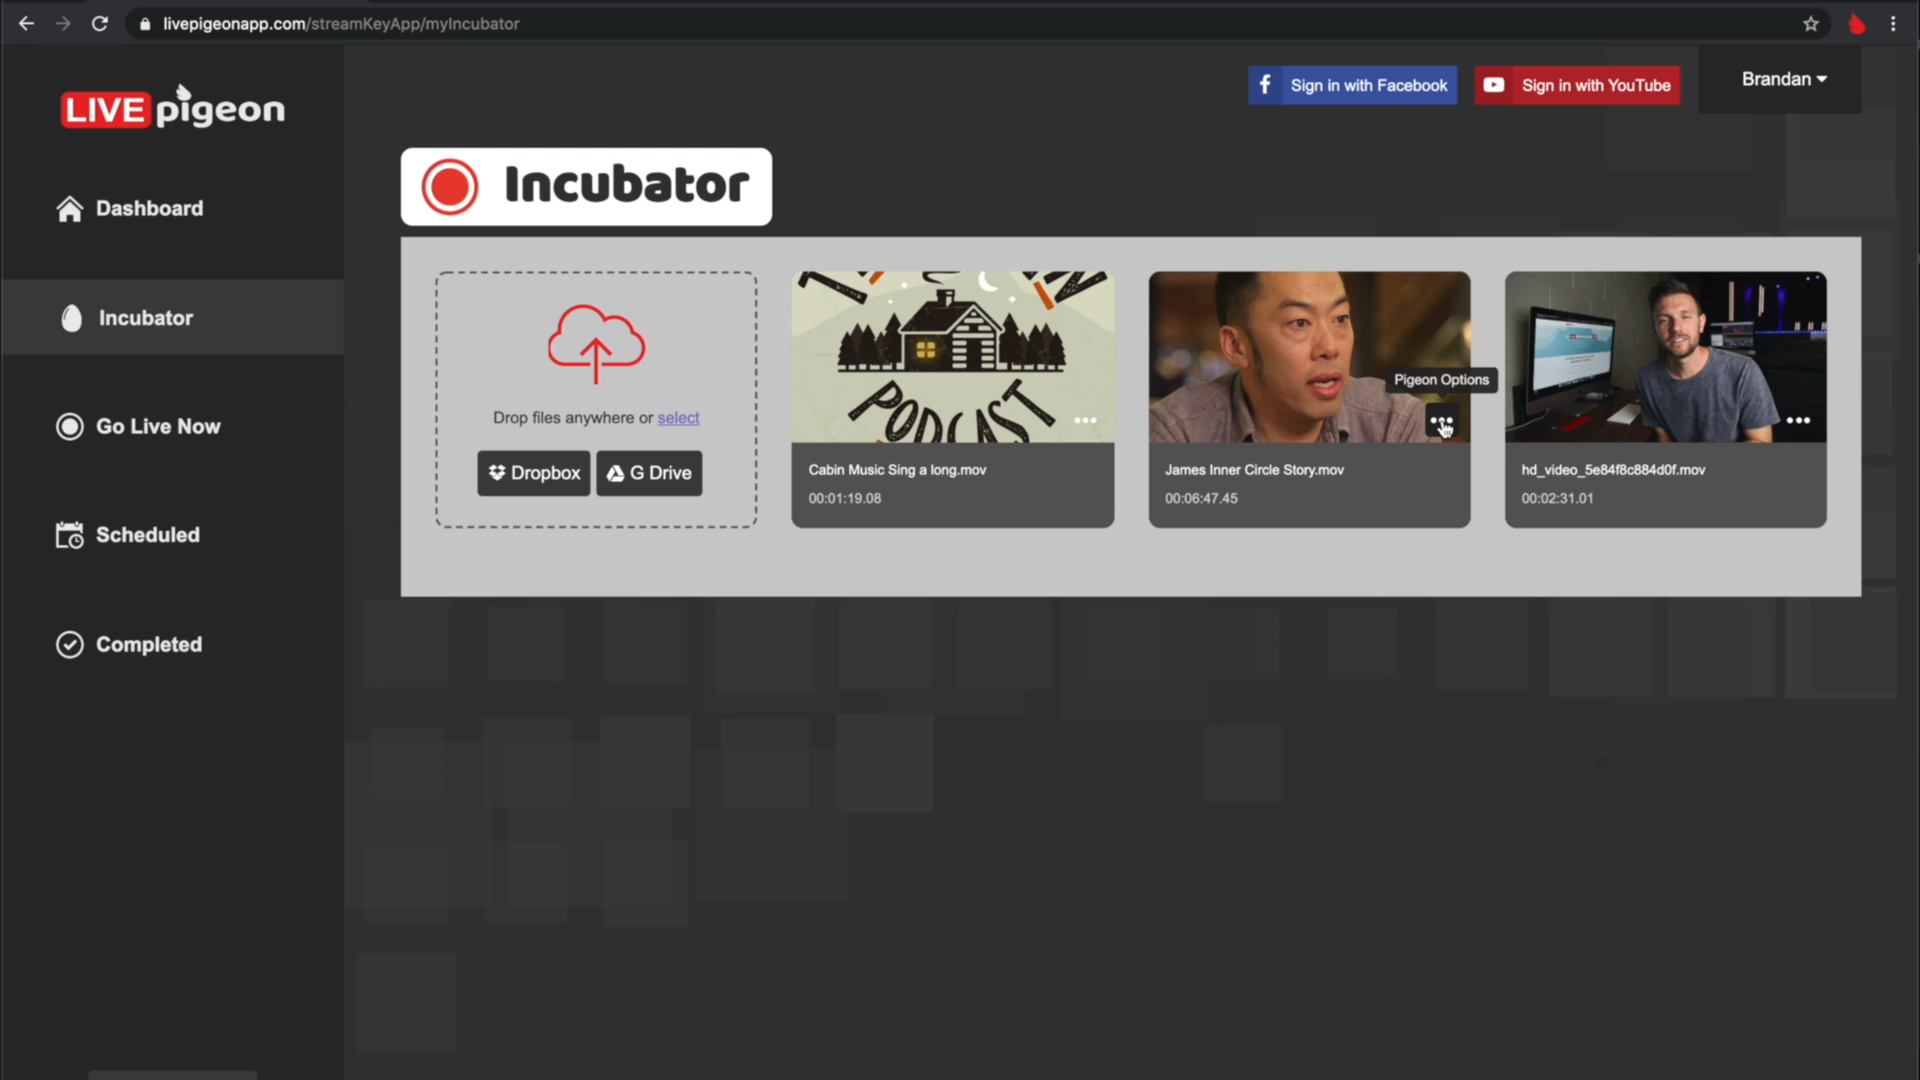 livepigeonapp.com/streamKeyApp/myIncubator
LIVE pigeon
Sign in with Facebook
Sign in with YouTube
Brandan
Incubator
Dashboard
Incubator
Go Live Now
Scheduled
Completed
Drop files anywhere or select
Dropbox
G Drive
PODCAST
Cabin Music Sing a long.mov
00:01:19.08
Pigeon Options
James Inner Circle Story.mov
00:06:47.45
hd_video_5e84f8c884d0f.mov
00:02:31.01